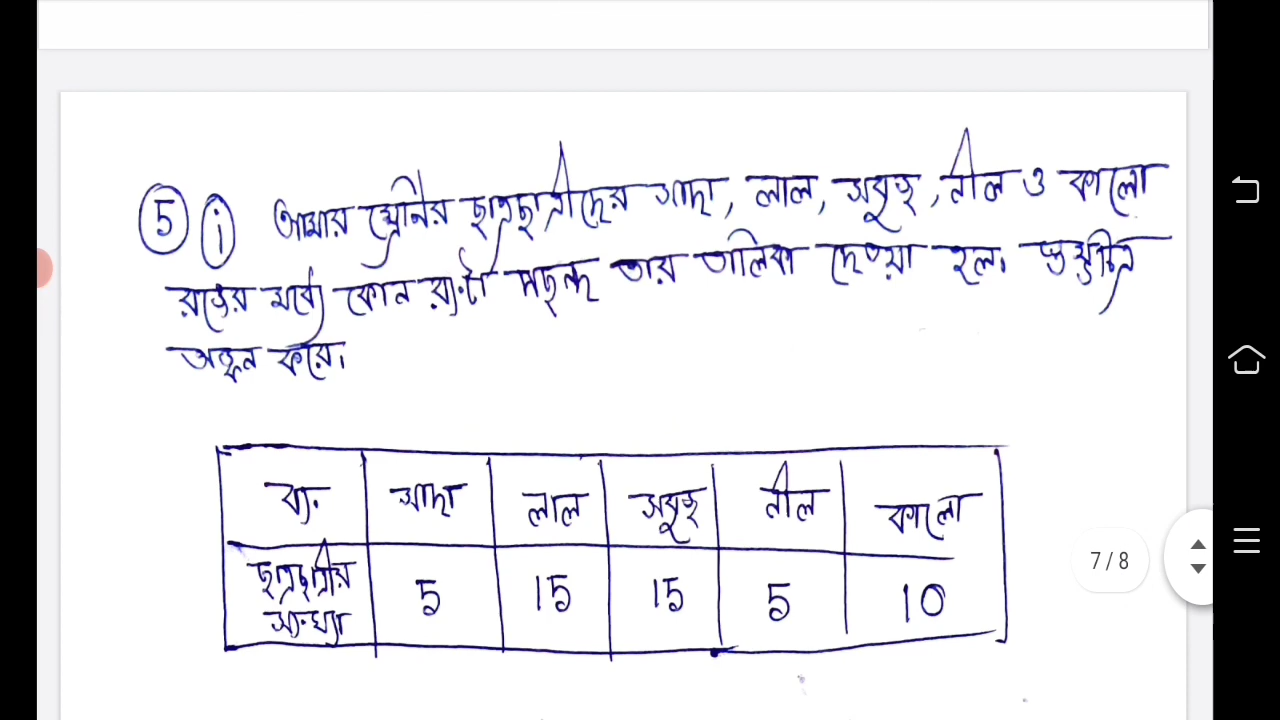 5 i আমার শ্রেনির ছাত্রছাত্রীদের সাদা, লাল, সবুজ, নীল ও কালো
রঙের মধ্যে কোন রংটা পছন্দ তার তালিকা দেওয়া হল। স্তম্ভচিত্র
অঙ্কন করো।
রং সাদা লাল সবুজ নীল কালো
ছাত্রছাত্রীর সংখ্যা 5 15 15 5 10
7 / 8